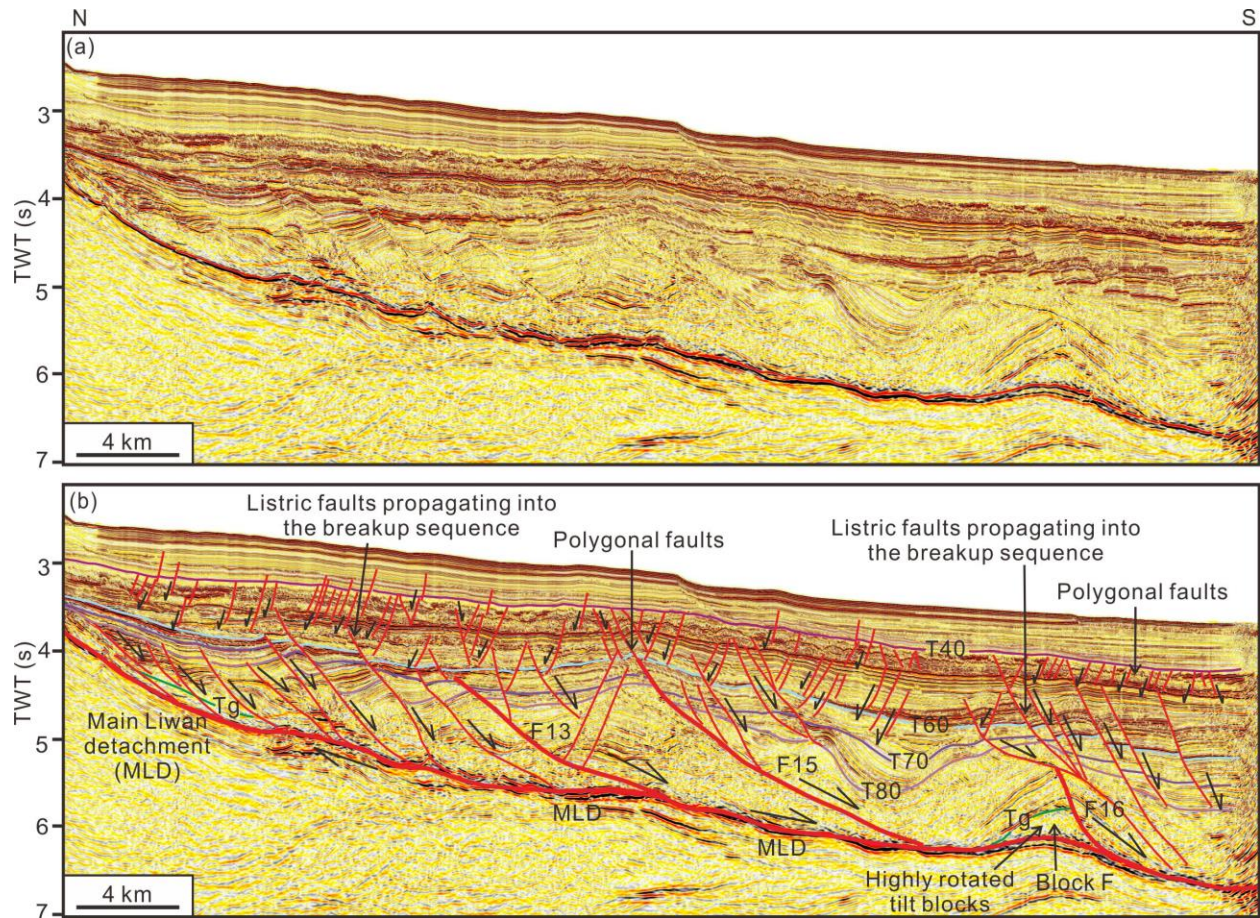 N
S
(a)
3
4
5
6
7
TWT (s)
4 km
(b)
Listric faults propagating into
the breakup sequence
Polygonal faults
Listric faults propagating into
the breakup sequence
Polygonal faults
3
4
5
6
7
TWT (s)
T40
T60
T70
T80
Tg
Main Liwan
detachment
(MLD)
F13
F15
F16
MLD
MLD
Tg
Highly rotated
tilt blocks
Block F
4 km